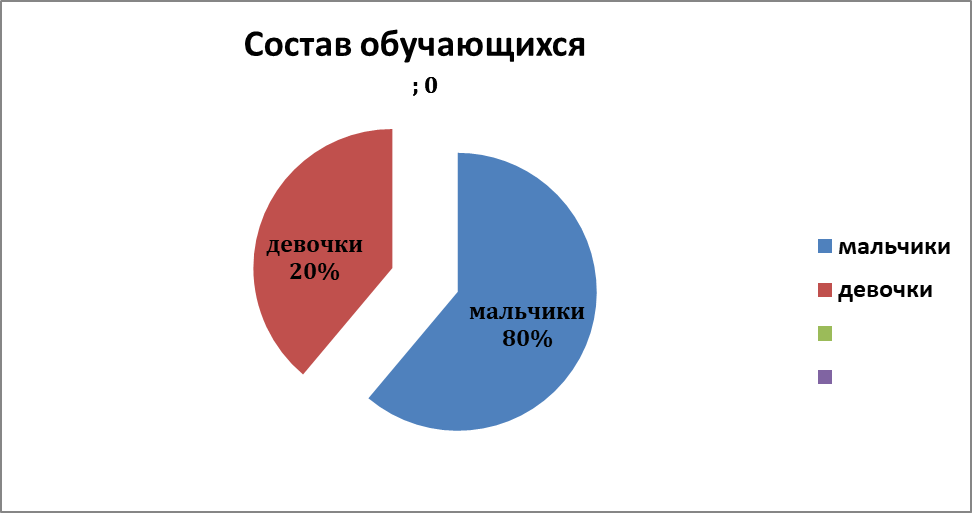 Состав обучающихся
; 0
девочки
20%
мальчики
80%
мальчики
девочки